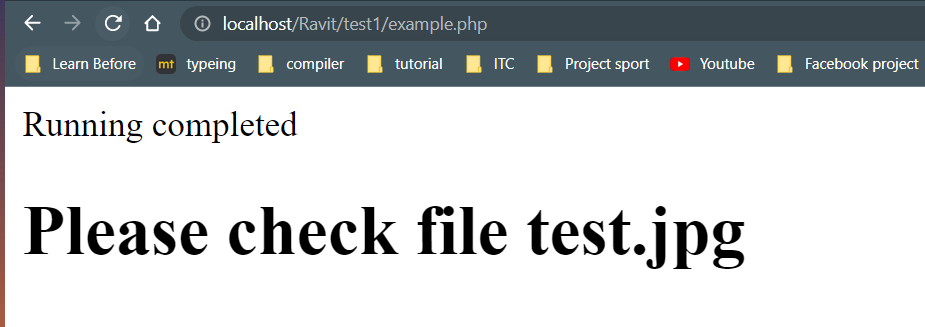 localhost/Ravit/test1/example.php
Learn Before mt typeing compiler tutorial ITC Project sport Youtube Facebook project
Running completed
Please check file test.jpg